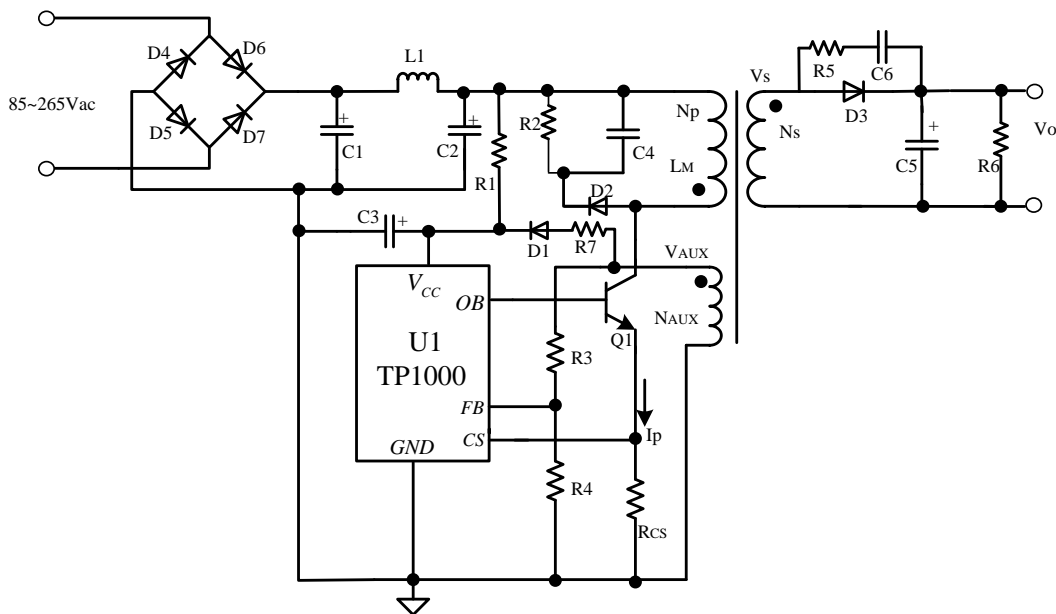 D4
D6
85~265Vac
D5
D7
C1
+
L1
C2
+
R1
R2
C4
D2
Np
LM
Vs
Ns
R5
C6
D3
C5
+
R6
Vo
C3
+
D1
R7
VAUX
NAUX
VCC
OB
U1
TP1000
FB
CS
GND
Q1
R3
R4
Ip
RCS